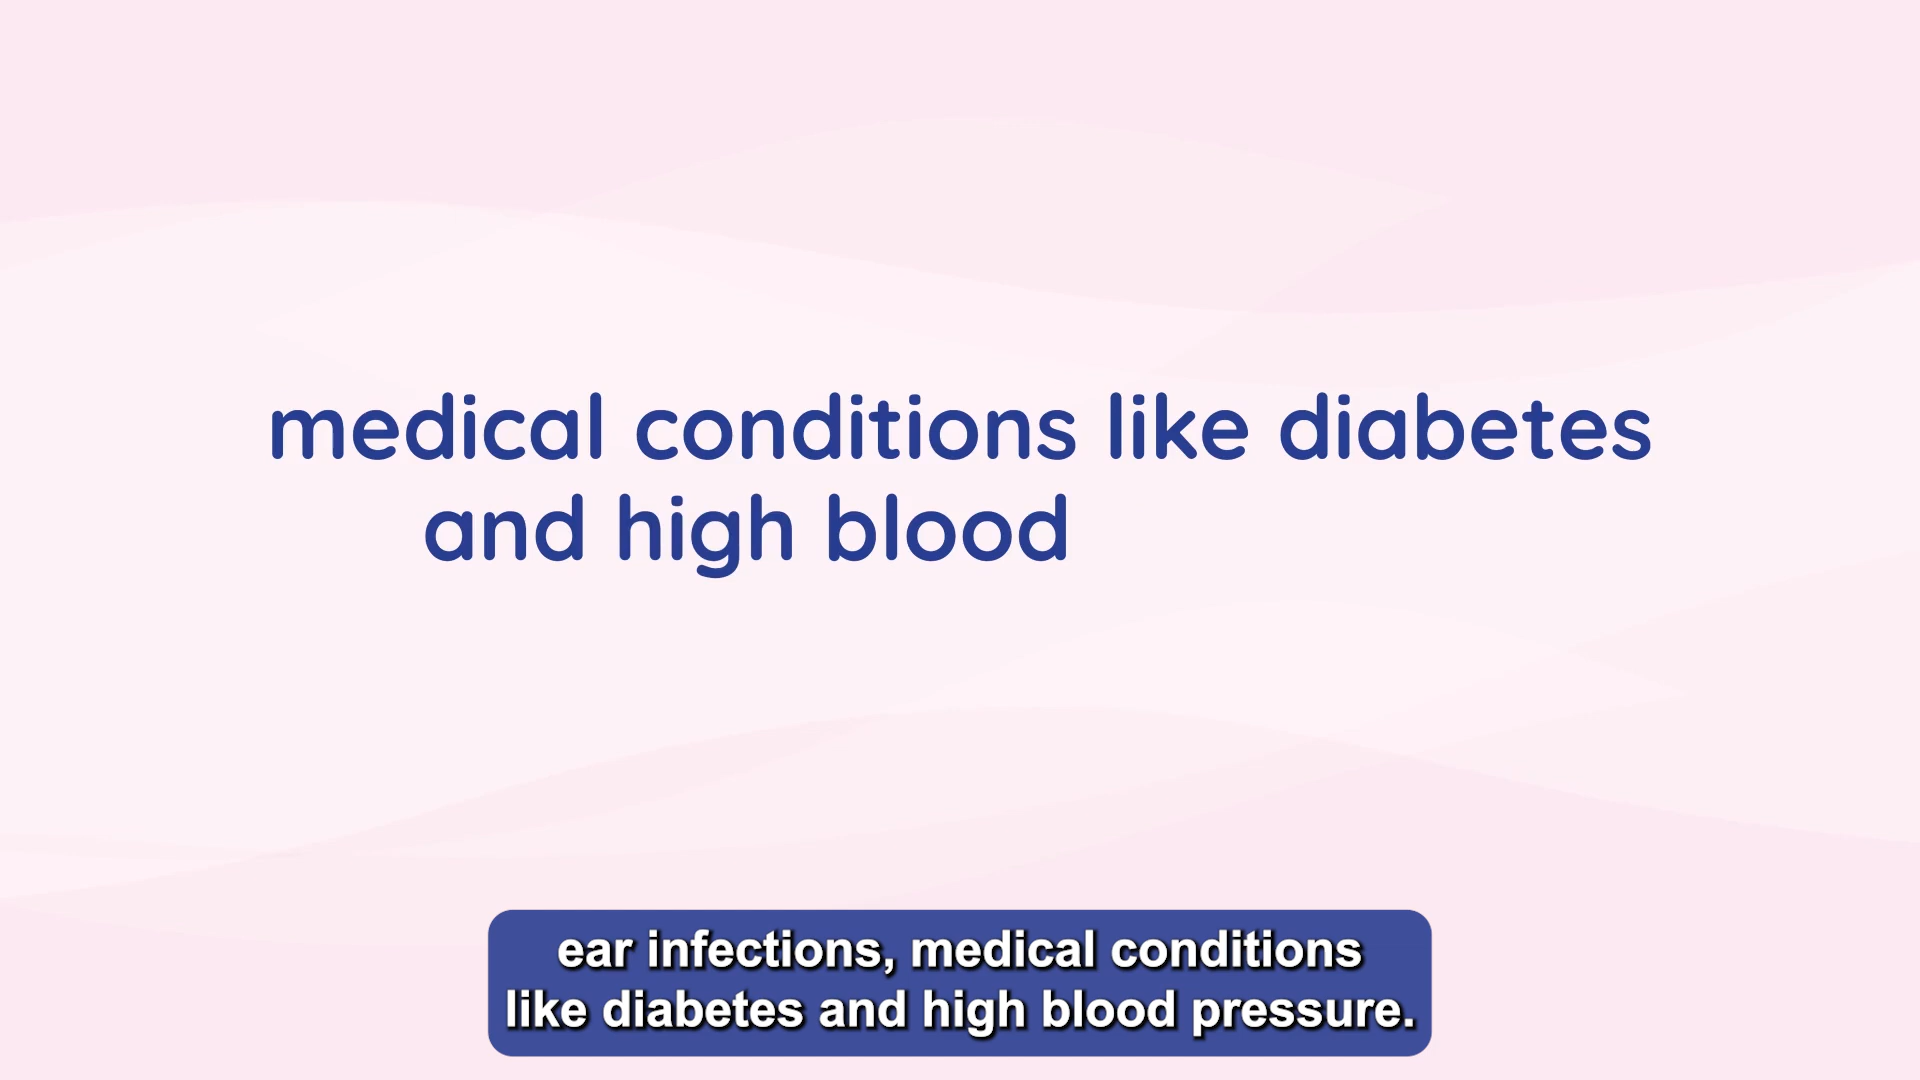 medical conditions like diabetes
and high blood
ear infections, medical conditions
like diabetes and high blood pressure.